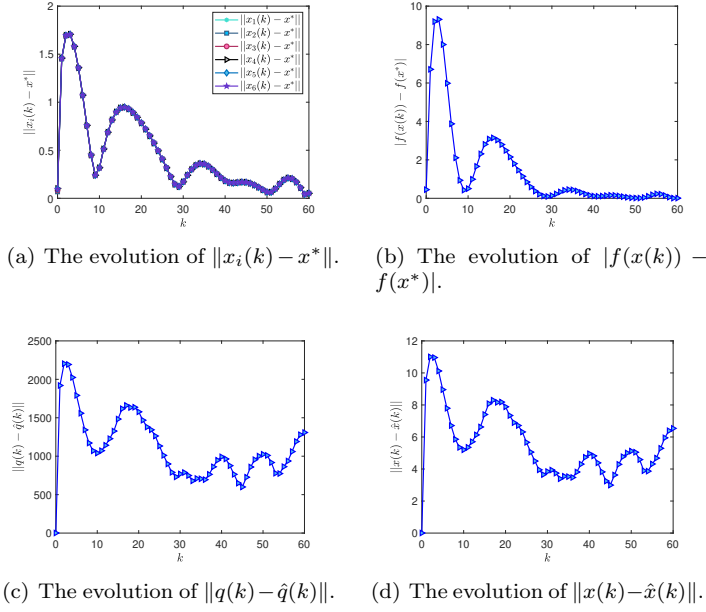 2
1.5
1
0.5
0
||xᵢ(k) − x*||
||x₁(k) − x*||
||x₂(k) − x*||
||x₃(k) − x*||
||x₄(k) − x*||
||x₅(k) − x*||
||x₆(k) − x*||
0 10 20 30 40 50 60
k
10
8
6
4
2
0
|f(x(k)) − f(x*)|
0 10 20 30 40 50 60
k
(a) The evolution of ‖xᵢ(k) − x*‖.
(b) The evolution of |f(x(k)) −
f(x*)|.
2500
2000
1500
1000
500
0
||q(k) − q̂(k)||
0 10 20 30 40 50 60
k
12
10
8
6
4
2
0
||x(k) − x̂(k)||
0 10 20 30 40 50 60
k
(c) The evolution of ‖q(k) − q̂(k)‖.
(d) The evolution of ‖x(k) − x̂(k)‖.